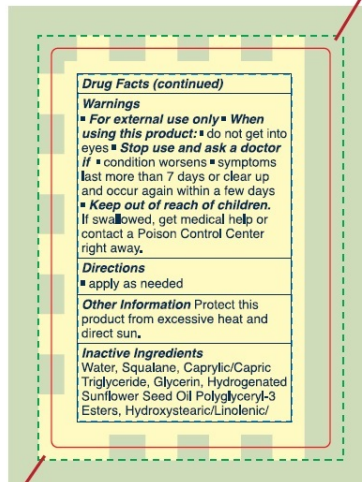 Drug Facts (continued)
Warnings
▪ For external use only ▪ When
using this product: ▪ do not get into
eyes ▪ Stop use and ask a doctor
if ▪ condition worsens ▪ symptoms
last more than 7 days or clear up
and occur again within a few days
▪ Keep out of reach of children.
If swallowed, get medical help or
contact a Poison Control Center
right away.
Directions
▪ apply as needed
Other Information Protect this
product from excessive heat and
direct sun.
Inactive Ingredients
Water, Squalane, Caprylic/Capric
Triglyceride, Glycerin, Hydrogenated
Sunflower Seed Oil Polyglyceryl-3
Esters, Hydroxystearic/Linolenic/